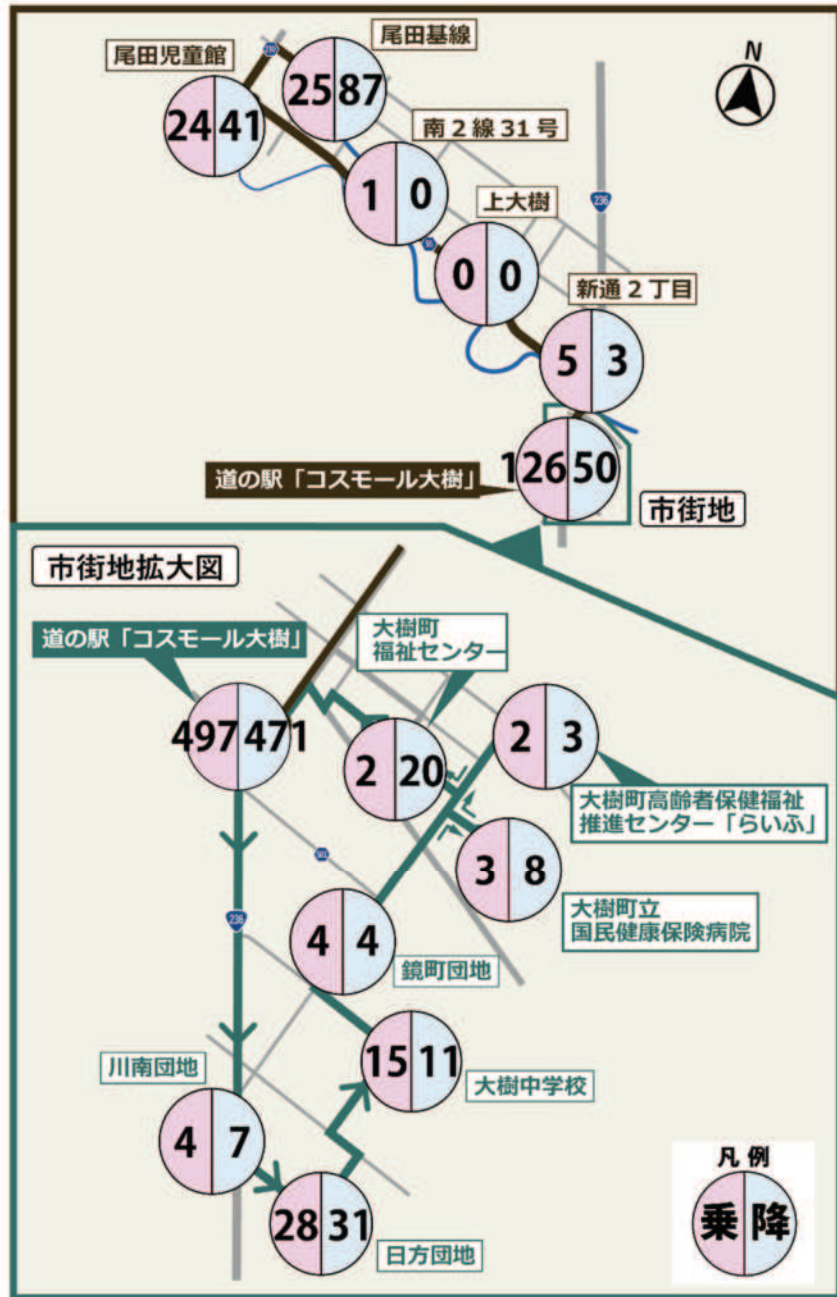 尾田児童館
尾田基線
N
210
25 87
24 41
南2線31号
1 0
236
上大樹
55
0 0
新通2丁目
5 3
126 50
道の駅「コスモール大樹」
市街地
市街地拡大図
道の駅「コスモール大樹」
大樹町
福祉センター
497 471
2 20
2 3
大樹町高齢者保健福祉
推進センター「らいふ」
3 8
大樹町立
国民健康保険病院
236
4 4
鏡町団地
15 11
大樹中学校
川南団地
4 7
28 31
日方団地
凡例
乗 降